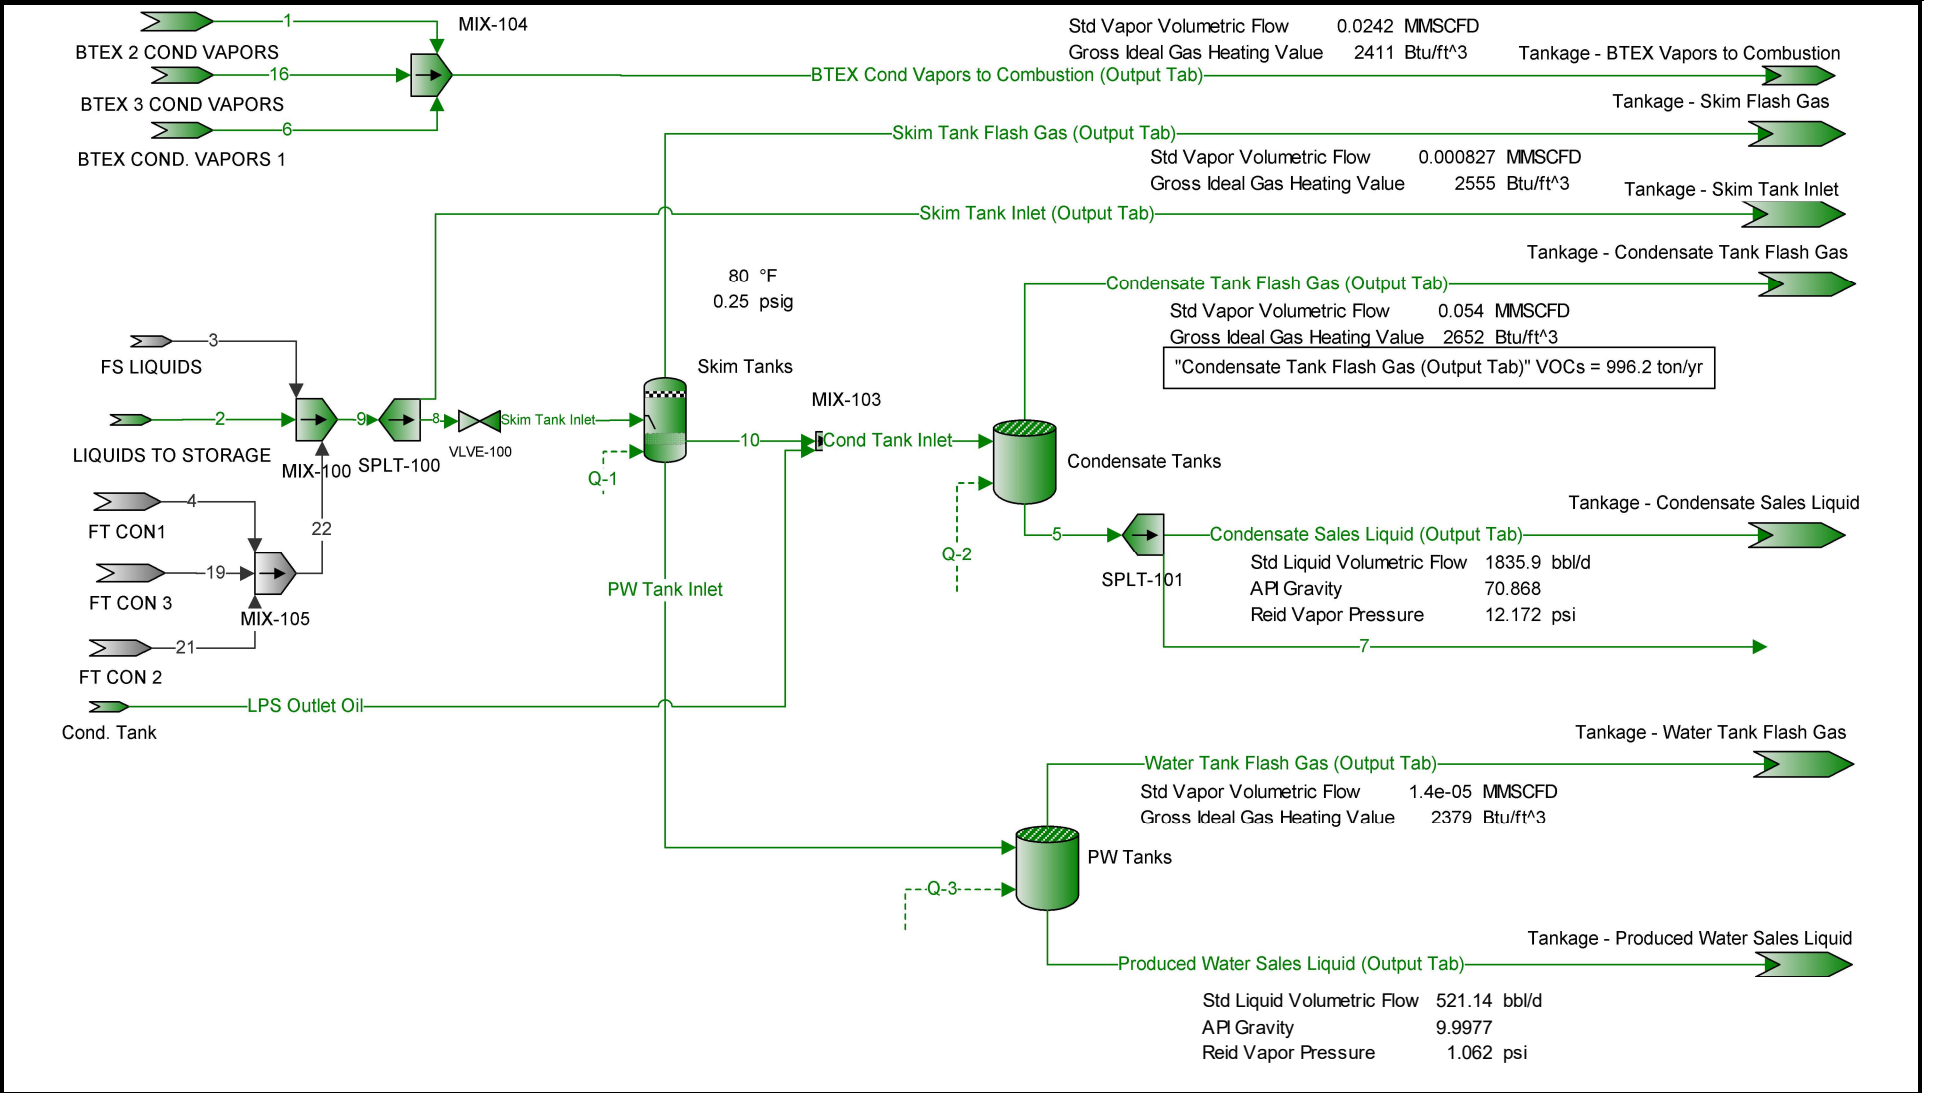 1
MIX-104
BTEX 2 COND VAPORS
16
BTEX 3 COND VAPORS
6
BTEX COND. VAPORS 1
Std Vapor Volumetric Flow 0.0242 MMSCFD
Gross Ideal Gas Heating Value 2411 Btu/ft^3
Tankage - BTEX Vapors to Combustion
BTEX Cond Vapors to Combustion (Output Tab)
Tankage - Skim Flash Gas
Skim Tank Flash Gas (Output Tab)
Std Vapor Volumetric Flow 0.000827 MMSCFD
Gross Ideal Gas Heating Value 2555 Btu/ft^3
Tankage - Skim Tank Inlet
Skim Tank Inlet (Output Tab)
Tankage - Condensate Tank Flash Gas
80 °F
0.25 psig
Condensate Tank Flash Gas (Output Tab)
Std Vapor Volumetric Flow 0.054 MMSCFD
Gross Ideal Gas Heating Value 2652 Btu/ft^3
"Condensate Tank Flash Gas (Output Tab)" VOCs = 996.2 ton/yr
3
FS LIQUIDS
Skim Tanks
MIX-103
2
9
8
Skim Tank Inlet
LIQUIDS TO STORAGE
MIX-100
SPLT-100
VLVE-100
10
Cond Tank Inlet
Condensate Tanks
Q-1
4
FT CON1
22
19
FT CON 3
MIX-105
21
FT CON 2
Q-2
5
SPLT-101
Tankage - Condensate Sales Liquid
Condensate Sales Liquid (Output Tab)
Std Liquid Volumetric Flow 1835.9 bbl/d
API Gravity 70.868
Reid Vapor Pressure 12.172 psi
7
PW Tank Inlet
LPS Outlet Oil
Cond. Tank
Tankage - Water Tank Flash Gas
Water Tank Flash Gas (Output Tab)
Std Vapor Volumetric Flow 1.4e-05 MMSCFD
Gross Ideal Gas Heating Value 2379 Btu/ft^3
PW Tanks
Q-3
Tankage - Produced Water Sales Liquid
Produced Water Sales Liquid (Output Tab)
Std Liquid Volumetric Flow 521.14 bbl/d
API Gravity 9.9977
Reid Vapor Pressure 1.062 psi